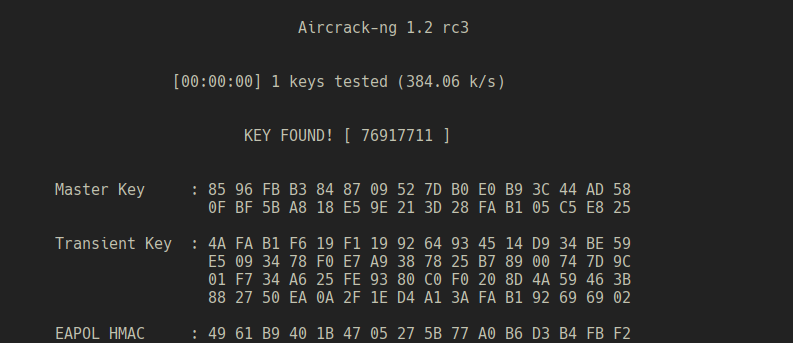 Aircrack-ng 1.2 rc3
[00:00:00] 1 keys tested (384.06 k/s)
KEY FOUND! [ 76917711 ]
Master Key : 85 96 FB B3 84 87 09 52 7D B0 E0 B9 3C 44 AD 58
0F BF 5B A8 18 E5 9E 21 3D 28 FA B1 05 C5 E8 25
Transient Key : 4A FA B1 F6 19 F1 19 92 64 93 45 14 D9 34 BE 59
E5 09 34 78 F0 E7 A9 38 78 25 B7 89 00 74 7D 9C
01 F7 34 A6 25 FE 93 80 C0 F0 20 8D 4A 59 46 3B
88 27 50 EA 0A 2F 1E D4 A1 3A FA B1 92 69 69 02
EAPOL HMAC : 49 61 B9 40 1B 47 05 27 5B 77 A0 B6 D3 B4 FB F2